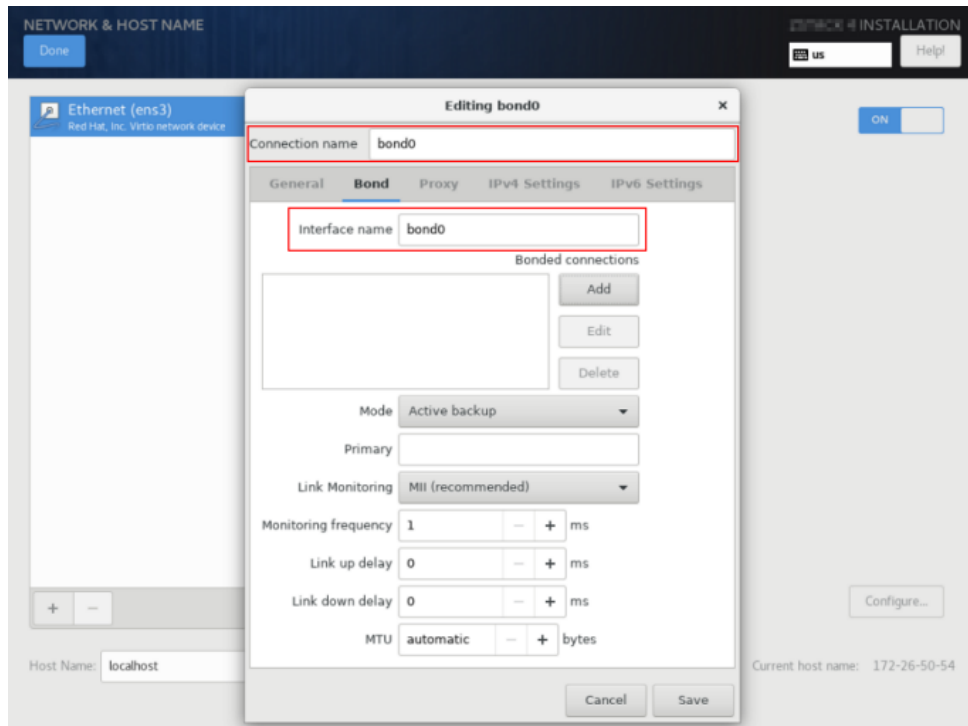 NETWORK & HOST NAME
4 INSTALLATION
Done
us
Help!
Ethernet (ens3)
Red Hat, Inc. Virtio network device
ON
Editing bond0
Connection name bond0
General Bond Proxy IPv4 Settings IPv6 Settings
Interface name bond0
Bonded connections
Add
Edit
Delete
Mode Active backup
Primary
Link Monitoring MII (recommended)
Monitoring frequency 1 ms
Link up delay 0 ms
Link down delay 0 ms
MTU automatic bytes
Configure...
Host Name: localhost
Current host name: 172-26-50-54
Cancel Save